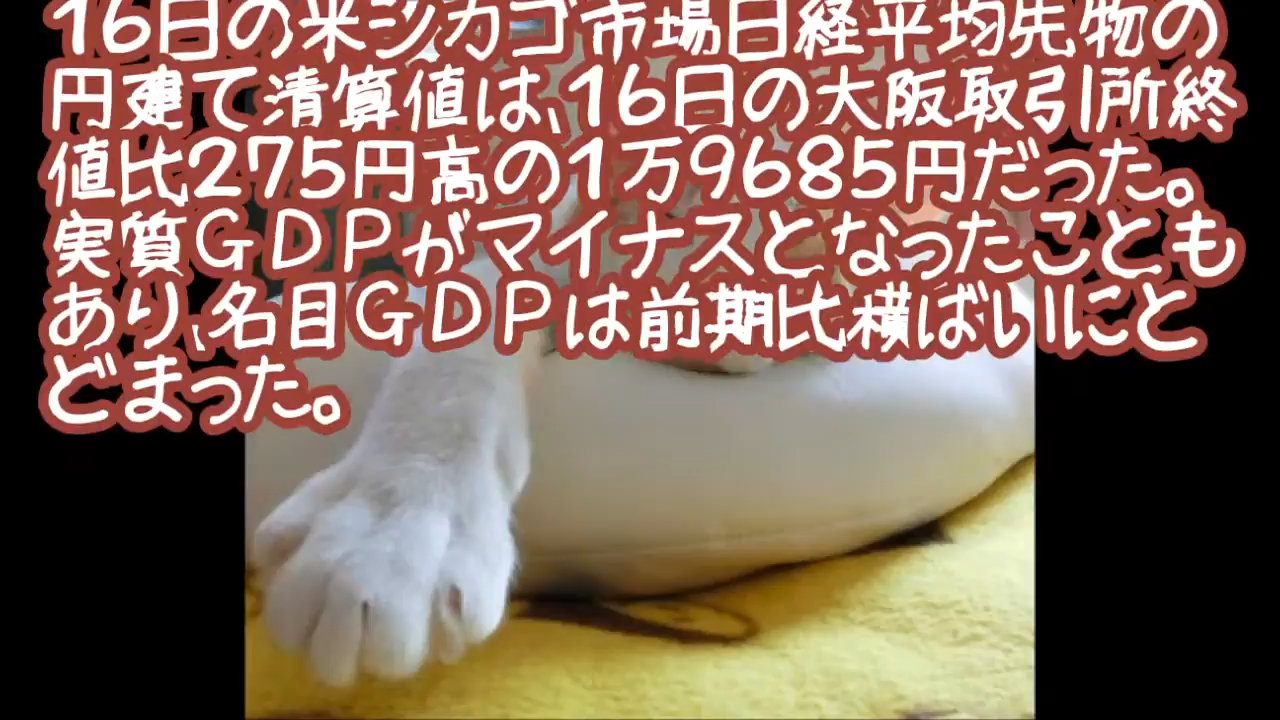 16日の米シカゴ市場日経平均先物の
円建て清算値は、16日の大阪取引所終
値比275円高の1万9685円だった。
実質ＧＤＰがマイナスとなったことも
あり、名目ＧＤＰは前期比横ばいにと
どまった。